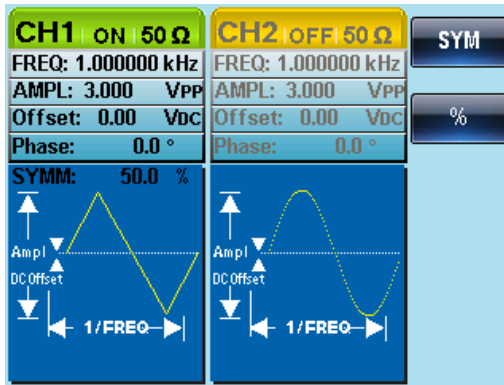 CH1 ON 50 Ω
FREQ: 1.000000 kHz
AMPL: 3.000 VPP
Offset: 0.00 VDC
Phase: 0.0 °
SYMM: 50.0 %
Ampl
DC Offset
1/FREQ
CH2 OFF 50 Ω
FREQ: 1.000000 kHz
AMPL: 3.000 VPP
Offset: 0.00 VDC
Phase: 0.0 °
Ampl
DC Offset
1/FREQ
SYM
%